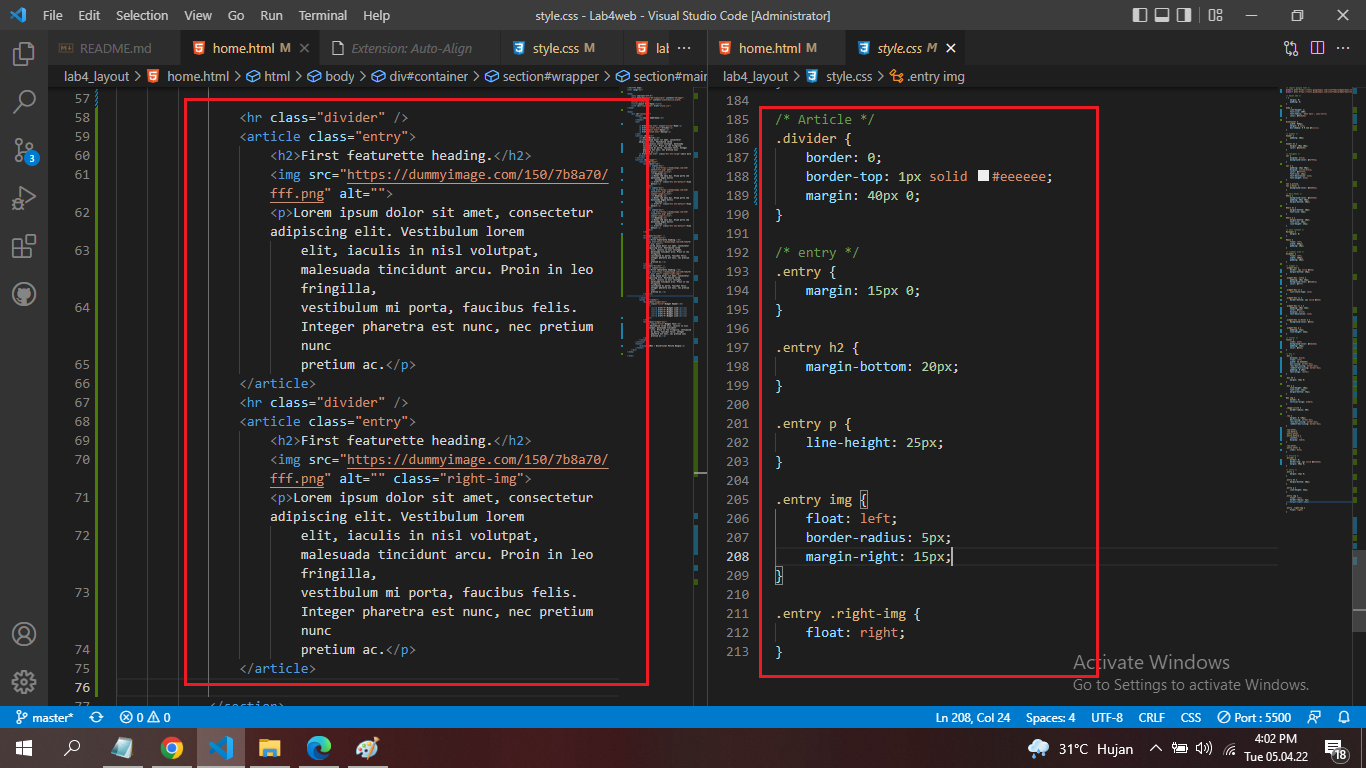 File Edit Selection View Go Run Terminal Help
style.css - Lab4web - Visual Studio Code [Administrator]
README.md
home.html M
Extension: Auto-Align
style.css M
lab
lab4_layout > home.html > html > body > div#container > section#wrapper > section#main
57
58 <hr class="divider" />
59 <article class="entry">
60 <h2>First featurette heading.</h2>
61 <img src="https://dummyimage.com/150/7b8a70/
fff.png" alt="">
62 <p>Lorem ipsum dolor sit amet, consectetur
adipiscing elit. Vestibulum lorem
63 elit, iaculis in nisl volutpat,
malesuada tincidunt arcu. Proin in leo
fringilla,
64 vestibulum mi porta, faucibus felis.
Integer pharetra est nunc, nec pretium
nunc
65 pretium ac.</p>
66 </article>
67 <hr class="divider" />
68 <article class="entry">
69 <h2>First featurette heading.</h2>
70 <img src="https://dummyimage.com/150/7b8a70/
fff.png" alt="" class="right-img">
71 <p>Lorem ipsum dolor sit amet, consectetur
adipiscing elit. Vestibulum lorem
72 elit, iaculis in nisl volutpat,
malesuada tincidunt arcu. Proin in leo
fringilla,
73 vestibulum mi porta, faucibus felis.
Integer pharetra est nunc, nec pretium
nunc
74 pretium ac.</p>
75 </article>
76
77 </section>
home.html M
style.css M
lab4_layout > style.css > .entry img
184
185 /* Article */
186 .divider {
187 border: 0;
188 border-top: 1px solid #eeeeee;
189 margin: 40px 0;
190 }
191
192 /* entry */
193 .entry {
194 margin: 15px 0;
195 }
196
197 .entry h2 {
198 margin-bottom: 20px;
199 }
200
201 .entry p {
202 line-height: 25px;
203 }
204
205 .entry img {
206 float: left;
207 border-radius: 5px;
208 margin-right: 15px;
209 }
210
211 .entry .right-img {
212 float: right;
213 }
Activate Windows
Go to Settings to activate Windows.
3
master*
0 0
Ln 208, Col 24
Spaces: 4
UTF-8
CRLF
CSS
Port : 5500
31°C Hujan
4:02 PM
Tue 05.04.22
18